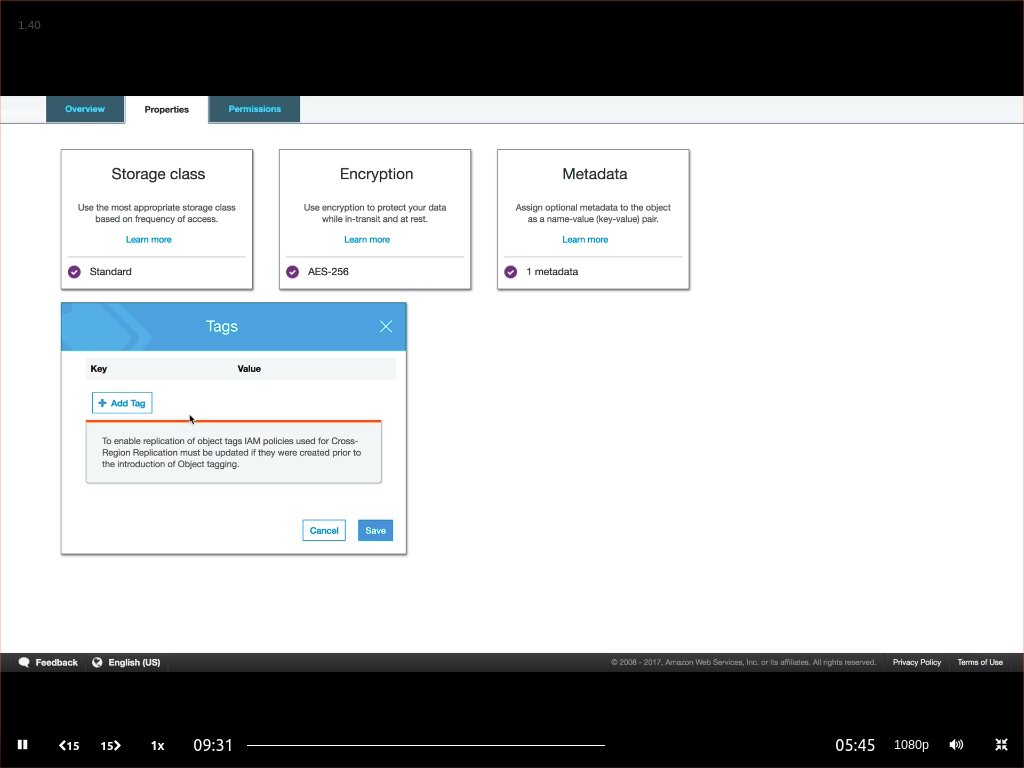 1.40
Overview
Properties
Permissions
Storage class
Use the most appropriate storage class
based on frequency of access.
Learn more
Standard
Encryption
Use encryption to protect your data
while in-transit and at rest.
Learn more
AES-256
Metadata
Assign optional metadata to the object
as a name-value (key-value) pair.
Learn more
1 metadata
Tags
Key Value
+ Add Tag
To enable replication of object tags IAM policies used for Cross-
Region Replication must be updated if they were created prior to
the introduction of Object tagging.
Cancel Save
Feedback English (US) © 2008 - 2017, Amazon Web Services, Inc. or its affiliates. All rights reserved. Privacy Policy Terms of Use
15 15 1x 09:31 05:45 1080p